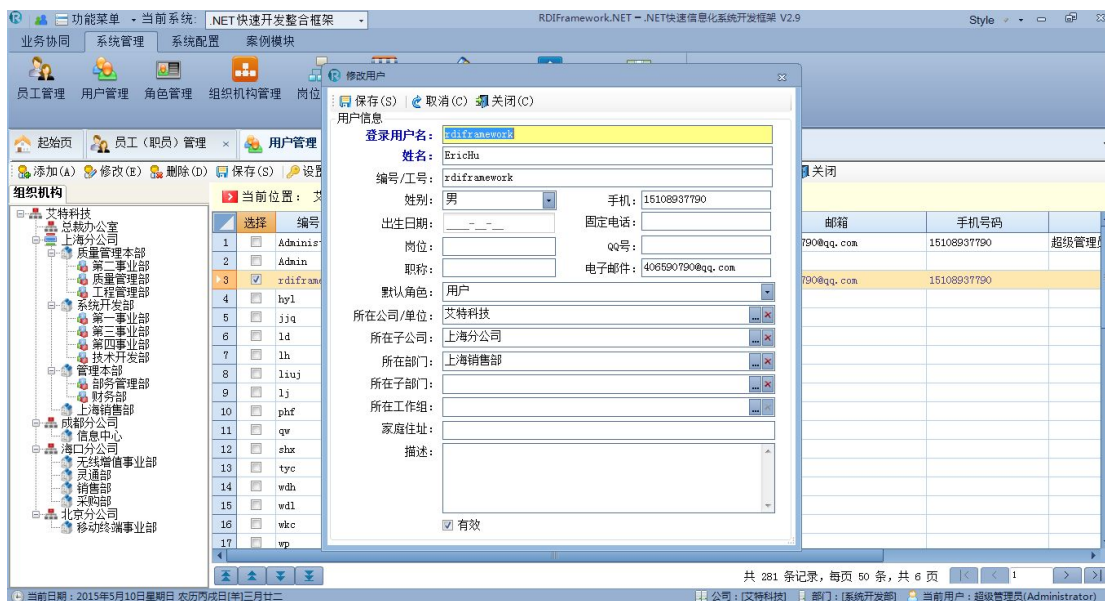 功能菜单 当前系统: .NET快速开发整合框架 RDIFramework.NET - .NET快速信息化系统开发框架 V2.9 Style
业务协同 系统管理 系统配置 案例模块
员工管理 用户管理 角色管理 组织机构管理 岗位
起始页 员工（职员）管理 用户管理
添加(A) 修改(E) 删除(D) 保存(S) 关闭
组织机构
艾特科技
总裁办公室
上海分公司
质量管理本部
第二事业部
质量管理部
工程管理部
系统开发部
第一事业部
第三事业部
第四事业部
技术开发部
管理本部
部务管理部
财务部
上海销售部
成都分公司
信息中心
海口分公司
无线增值事业部
灵通部
销售部
采购部
北京分公司
移动终端事业部
当前位置:
选择 编号 邮箱 手机号码
1 790@qq.com 15108937790
2 Admin
3 790@qq.com 15108937790
4 hyl
5 jjq
6 ld
7 lh
8 liuj
9 lj
10 phf
11 qw
12 shx
13 tyc
14 wdh
15 wdl
16 wkc
17 wp
修改用户
保存(S) 取消(C) 关闭(C)
用户信息
登录用户名: rdiframework
姓名: EricHu
编号/工号: rdiframework
性别: 男 手机: 15108937790
出生日期: ____-__-__ 固定电话:
岗位: QQ号:
职称: 电子邮件: 406590790@qq.com
默认角色: 用户
所在公司/单位: 艾特科技
所在子公司: 上海分公司
所在部门: 上海销售部
所在子部门:
所在工作组:
家庭住址:
描述:
有效
共 281 条记录，每页 50 条，共 6 页 1
当前日期：2015年5月10日星期日 农历丙戌日[羊]三月廿二 公司：[艾特科技] 部门：[系统开发部] 当前用户：超级管理员(Administrator)